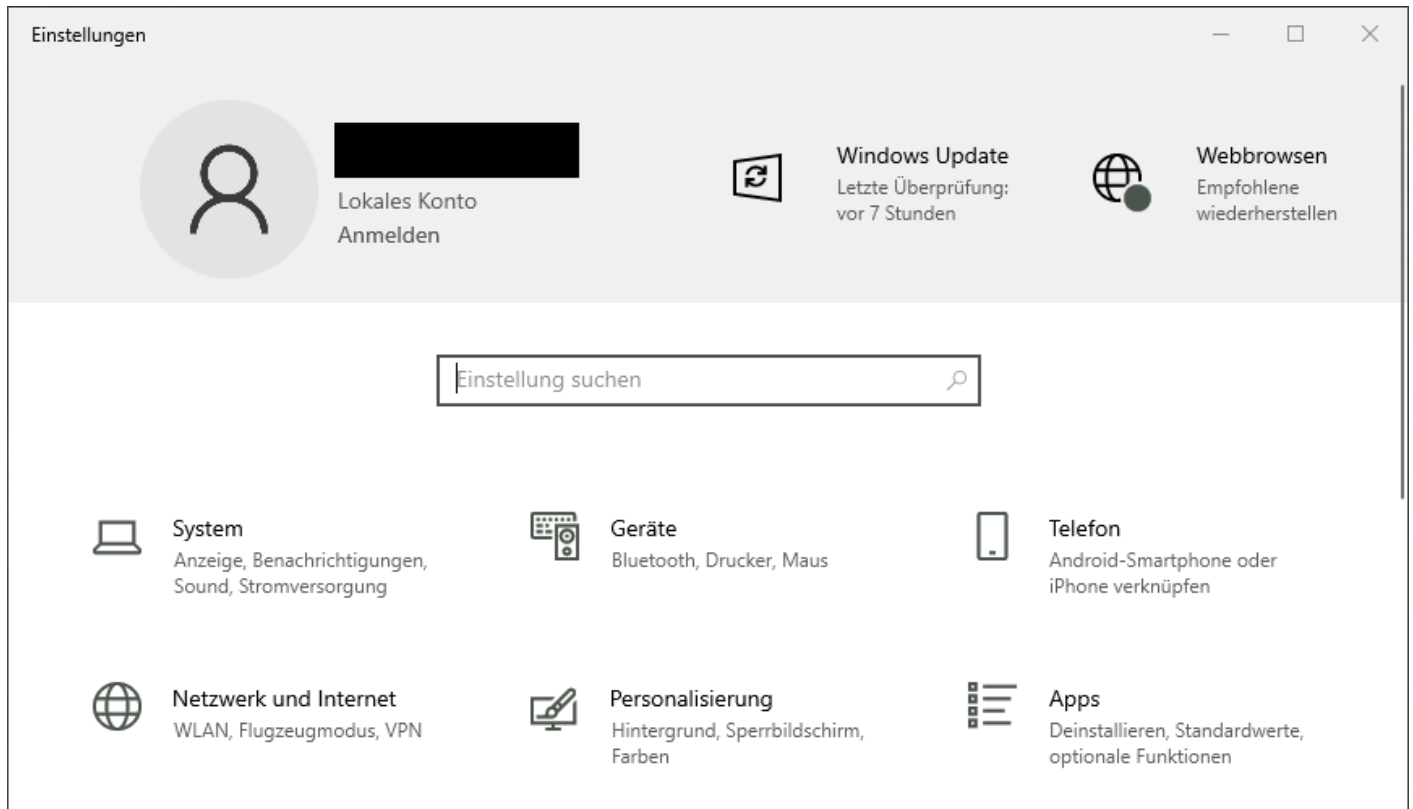 Einstellungen
Lokales Konto
Anmelden
Windows Update
Letzte Überprüfung:
vor 7 Stunden
Webbrowsen
Empfohlene
wiederherstellen
Einstellung suchen
System
Anzeige, Benachrichtigungen,
Sound, Stromversorgung
Geräte
Bluetooth, Drucker, Maus
Telefon
Android-Smartphone oder
iPhone verknüpfen
Netzwerk und Internet
WLAN, Flugzeugmodus, VPN
Personalisierung
Hintergrund, Sperrbildschirm,
Farben
Apps
Deinstallieren, Standardwerte,
optionale Funktionen